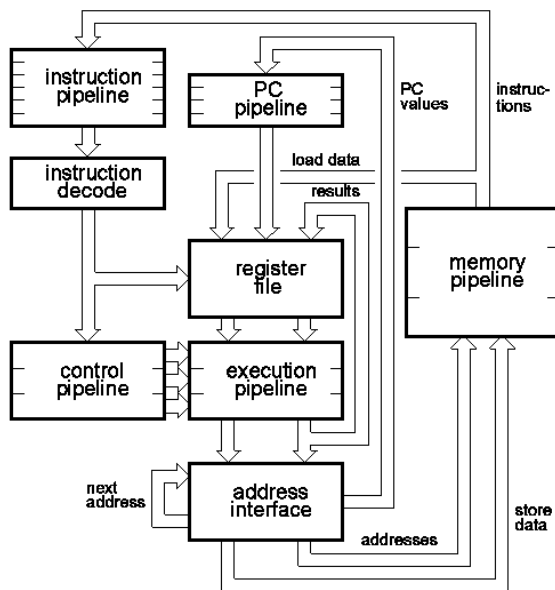 instruction
pipeline
PC
pipeline
PC
values
instruc-
tions
instruction
decode
load data
results
register
file
memory
pipeline
control
pipeline
execution
pipeline
next
address
address
interface
addresses
store
data